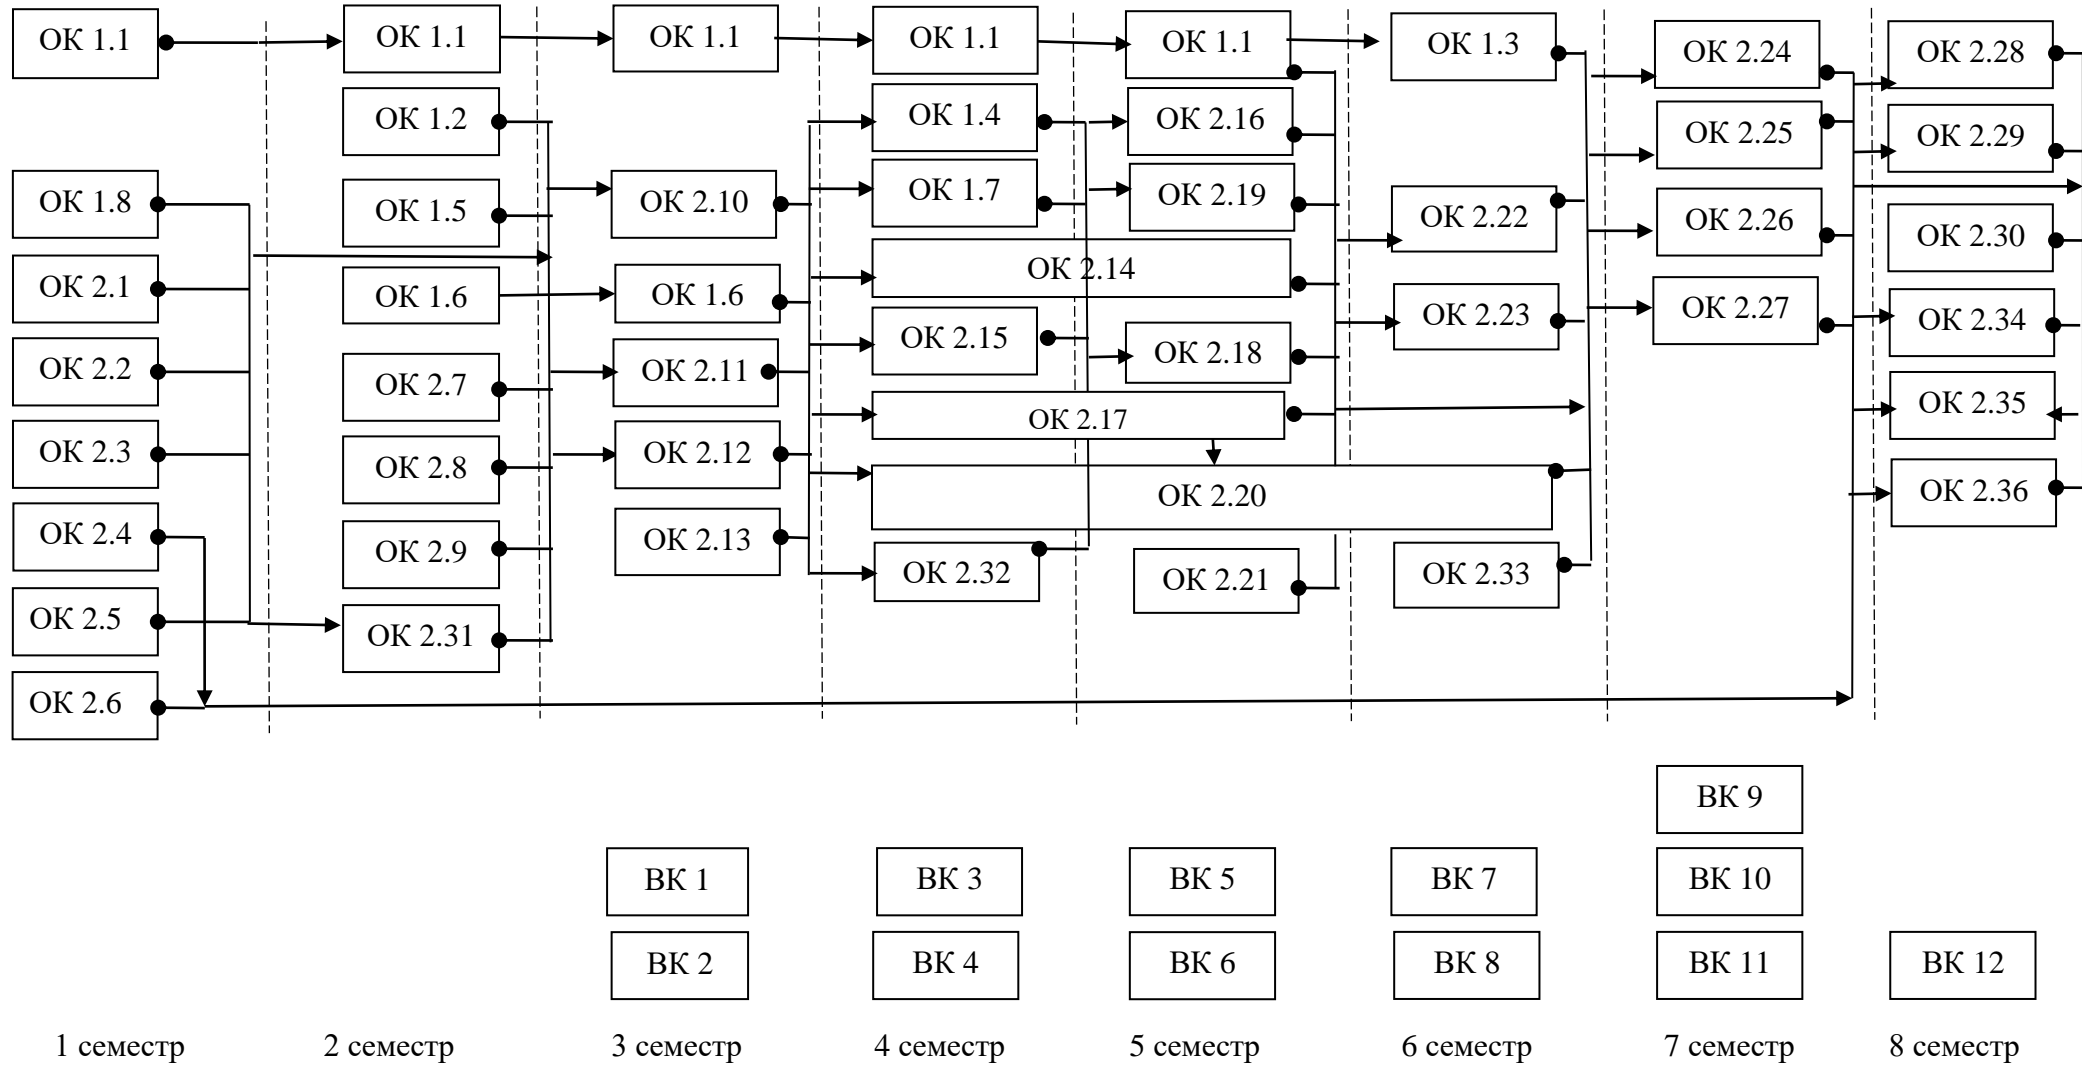 ОК 1.1
ОК 1.8
ОК 2.1
ОК 2.2
ОК 2.3
ОК 2.4
ОК 2.5
ОК 2.6
ОК 1.1
ОК 1.2
ОК 1.5
ОК 1.6
ОК 2.7
ОК 2.8
ОК 2.9
ОК 2.31
ОК 1.1
ОК 2.10
ОК 1.6
ОК 2.11
ОК 2.12
ОК 2.13
ОК 1.1
ОК 1.4
ОК 1.7
ОК 2.14
ОК 2.15
ОК 2.17
ОК 2.20
ОК 2.32
ОК 1.1
ОК 2.16
ОК 2.19
ОК 2.18
ОК 2.21
ОК 1.3
ОК 2.22
ОК 2.23
ОК 2.33
ОК 2.24
ОК 2.25
ОК 2.26
ОК 2.27
ОК 2.28
ОК 2.29
ОК 2.30
ОК 2.34
ОК 2.35
ОК 2.36
ВК 1
ВК 2
ВК 3
ВК 4
ВК 5
ВК 6
ВК 7
ВК 8
ВК 9
ВК 10
ВК 11
ВК 12
1 семестр
2 семестр
3 семестр
4 семестр
5 семестр
6 семестр
7 семестр
8 семестр